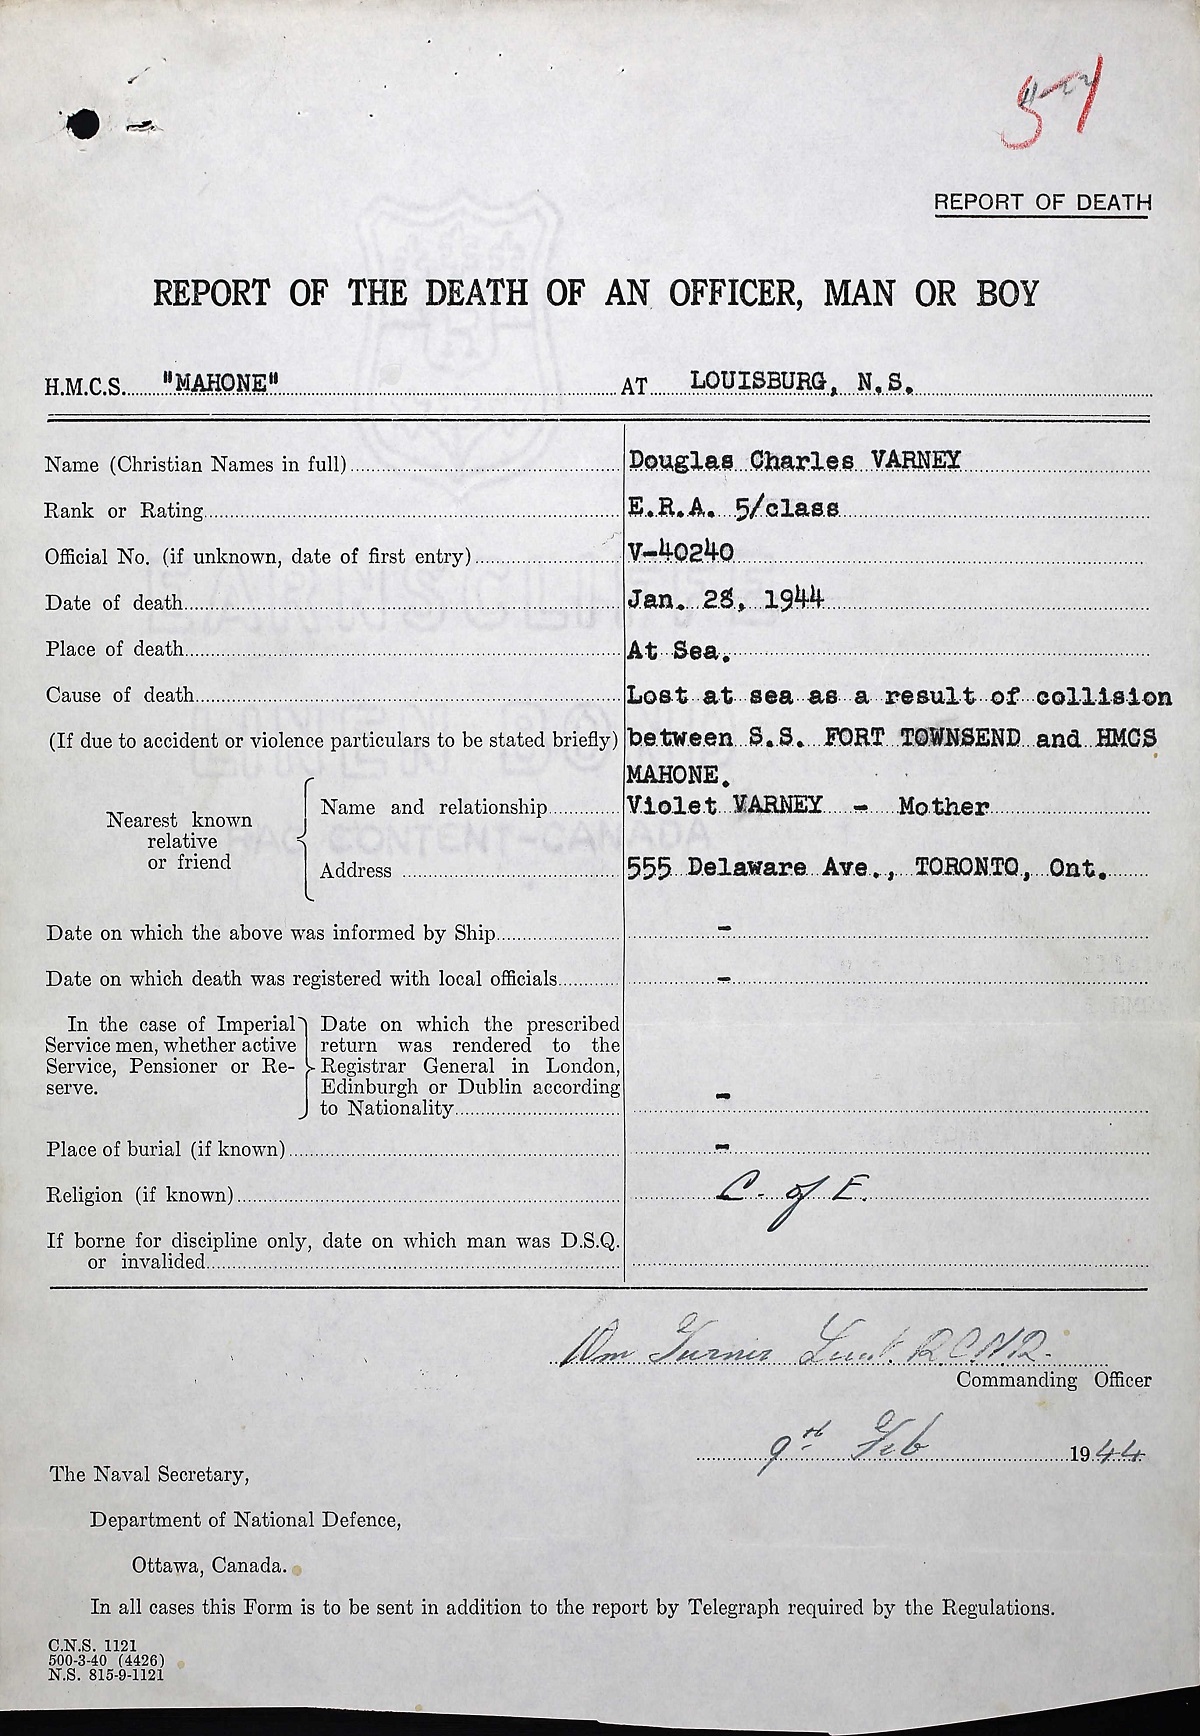 51
REPORT OF DEATH
REPORT OF THE DEATH OF AN OFFICER, MAN OR BOY
H.M.C.S. "MAHONE" AT LOUISBURG, N.S.
Name (Christian Names in full) Douglas Charles VARNEY
Rank or Rating E.R.A. 5/class
Official No. (if unknown, date of first entry) V-40240
Date of death Jan. 28, 1944
Place of death At Sea.
Cause of death Lost at sea as a result of collision
(If due to accident or violence particulars to be stated briefly) between S.S. FORT TOWNSEND and HMCS
MAHONE.
Nearest known relative or friend
Name and relationship Violet VARNEY - Mother
Address 555 Delaware Ave., TORONTO, Ont.
Date on which the above was informed by Ship -
Date on which death was registered with local officials -
In the case of Imperial
Service men, whether active
Service, Pensioner or Re-
serve.
Date on which the prescribed
return was rendered to the
Registrar General in London,
Edinburgh or Dublin according
to Nationality -
Place of burial (if known) -
Religion (if known) C. of E.
If borne for discipline only, date on which man was D.S.Q.
or invalided
Wm Turner Lieut. R.C.N.R.
Commanding Officer
9th Feb 1944
The Naval Secretary,
Department of National Defence,
Ottawa, Canada.
In all cases this Form is to be sent in addition to the report by Telegraph required by the Regulations.
C.N.S. 1121
500-3-40 (4426)
N.S. 815-9-1121
EARNSCLIFFE
LINEN BOND
RAG CONTENT-CANADA